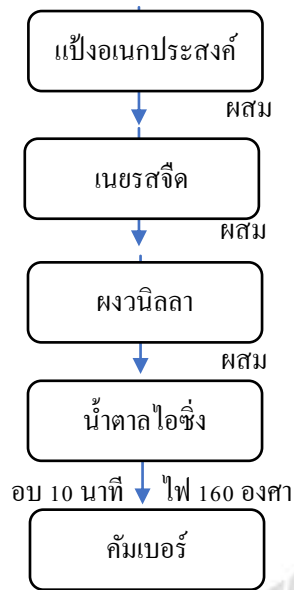 แป้งอเนกประสงค์
ผสม
เนยรสจืด
ผสม
ผงวนิลลา
ผสม
น้ำตาลไอซิ่ง
อบ 10 นาที ไฟ 160 องศา
คัมเบอร์